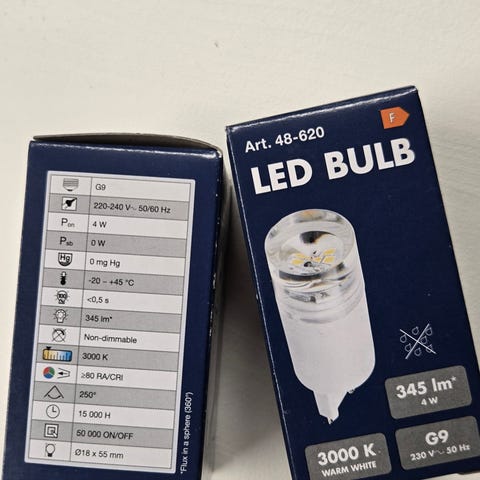 G9
220-240 V~ 50/60 Hz
Pon 4 W
Psb 0 W
Hg 0 mg Hg
-20 – +45 °C
100% <0,5 s
345 lm*
Non-dimmable
3000 K
≥80 RA/CRI
250°
15 000 H
50 000 ON/OFF
Ø18 x 55 mm
*Flux in a sphere (360°)
F
Art. 48-620
LED BULB
345 lm*
4 W
3000 K
WARM WHITE
G9
230 V~ 50 Hz